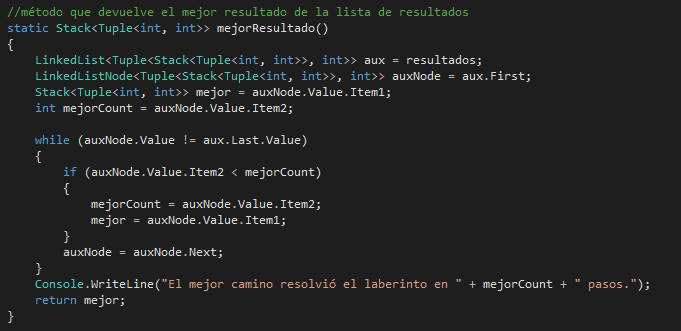 //método que devuelve el mejor resultado de la lista de resultados
static Stack<Tuple<int, int>> mejorResultado()
{
    LinkedList<Tuple<Stack<Tuple<int, int>>, int>> aux = resultados;
    LinkedListNode<Tuple<Stack<Tuple<int, int>>, int>> auxNode = aux.First;
    Stack<Tuple<int, int>> mejor = auxNode.Value.Item1;
    int mejorCount = auxNode.Value.Item2;
    while (auxNode.Value != aux.Last.Value)
    {
        if (auxNode.Value.Item2 < mejorCount)
        {
            mejorCount = auxNode.Value.Item2;
            mejor = auxNode.Value.Item1;
        }
        auxNode = auxNode.Next;
    }
    Console.WriteLine("El mejor camino resolvió el laberinto en " + mejorCount + " pasos.");
    return mejor;
}